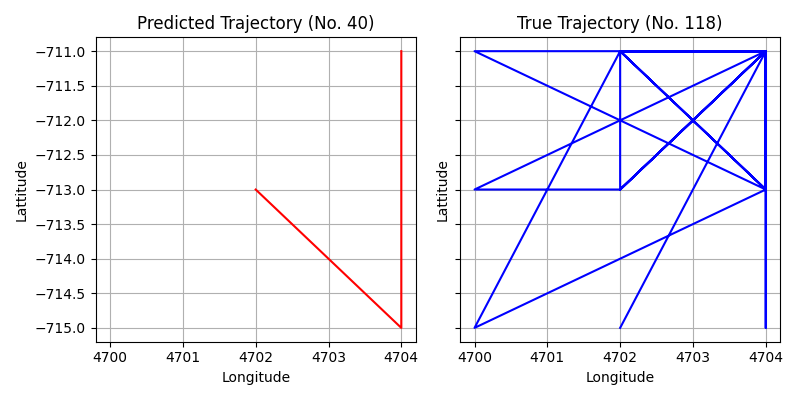 Predicted Trajectory (No. 40)
True Trajectory (No. 118)
−711.0
−711.5
−712.0
−712.5
−713.0
−713.5
−714.0
−714.5
−715.0
Lattitude
Lattitude
4700 4701 4702 4703 4704
4700 4701 4702 4703 4704
Longitude
Longitude